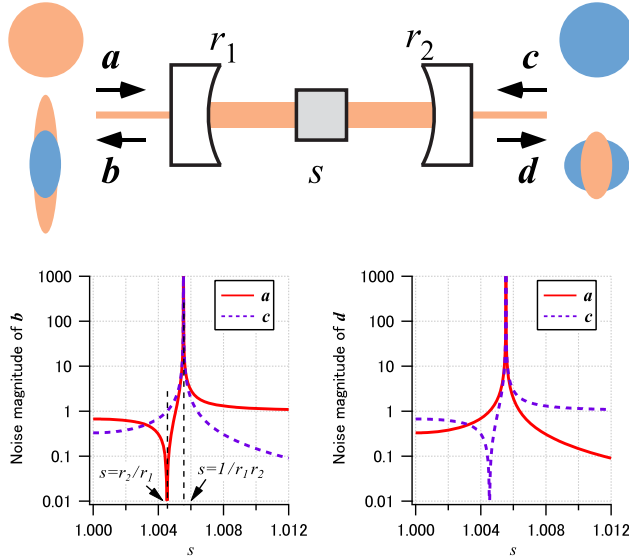 a r₁ r₂ c
b s d
1000 1000
a a
c c
100 100
10 10
1 1
0.1 0.1
0.01 0.01
Noise magnitude of b
Noise magnitude of d
s=r₂/r₁ s=1/r₁r₂
1.000 1.004 1.008 1.012 1.000 1.004 1.008 1.012
s s